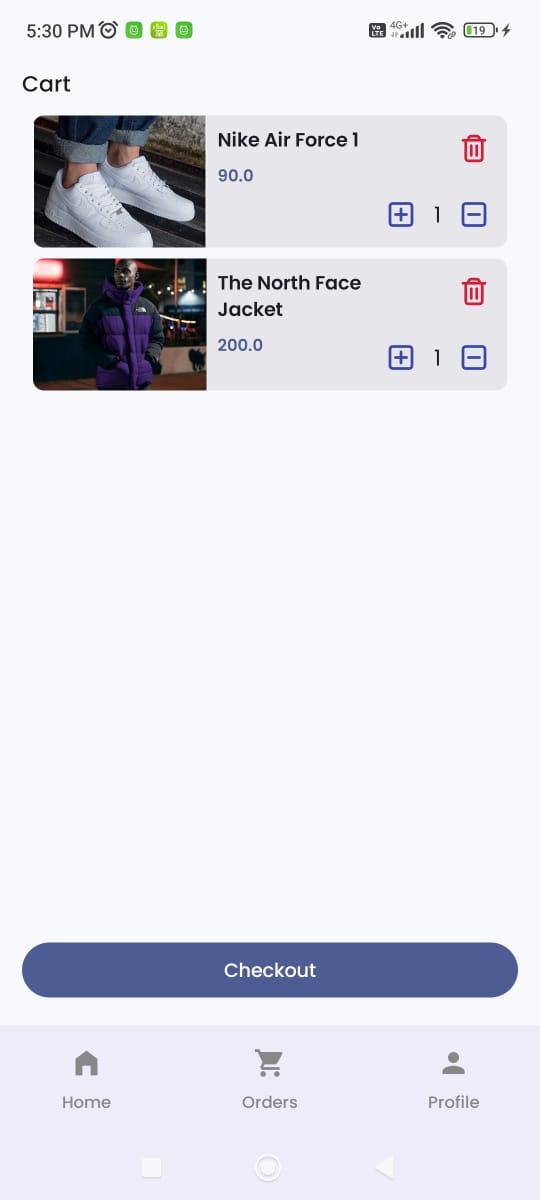 5:30 PM
Vo LTE 4G+ 19
Cart
Nike Air Force 1
90.0
1
The North Face
Jacket
200.0
1
Checkout
Home Orders Profile